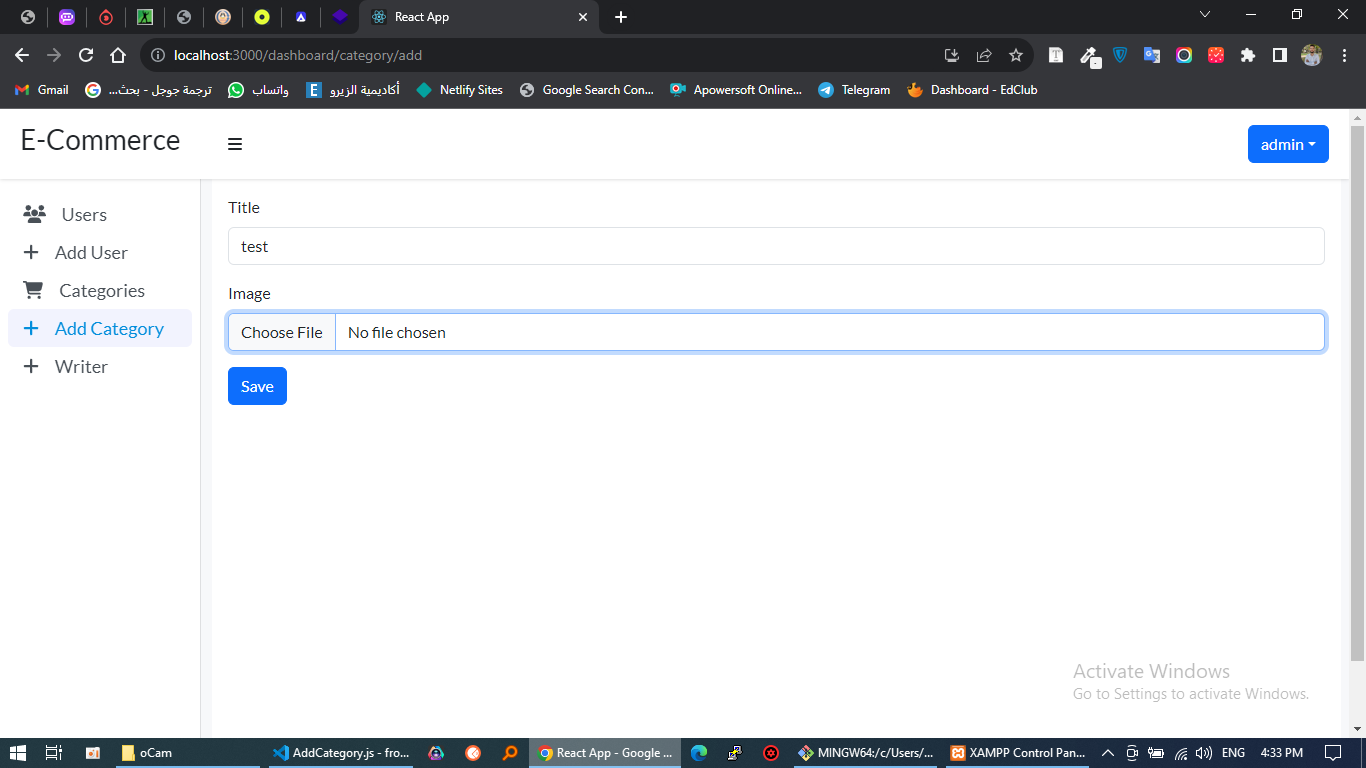 React App
localhost:3000/dashboard/category/add
Gmail
ترجمة جوجل - بحث...
واتساب
أكاديمية الزيرو
Netlify Sites
Google Search Con...
Apowersoft Online...
Telegram
Dashboard - EdClub
E-Commerce
admin
Users
Add User
Categories
Add Category
Writer
Title
test
Image
Choose File
No file chosen
Save
Activate Windows
Go to Settings to activate Windows.
oCam
AddCategory.js - fro...
React App - Google ...
MINGW64:/c/Users/...
XAMPP Control Pan...
ENG
4:33 PM